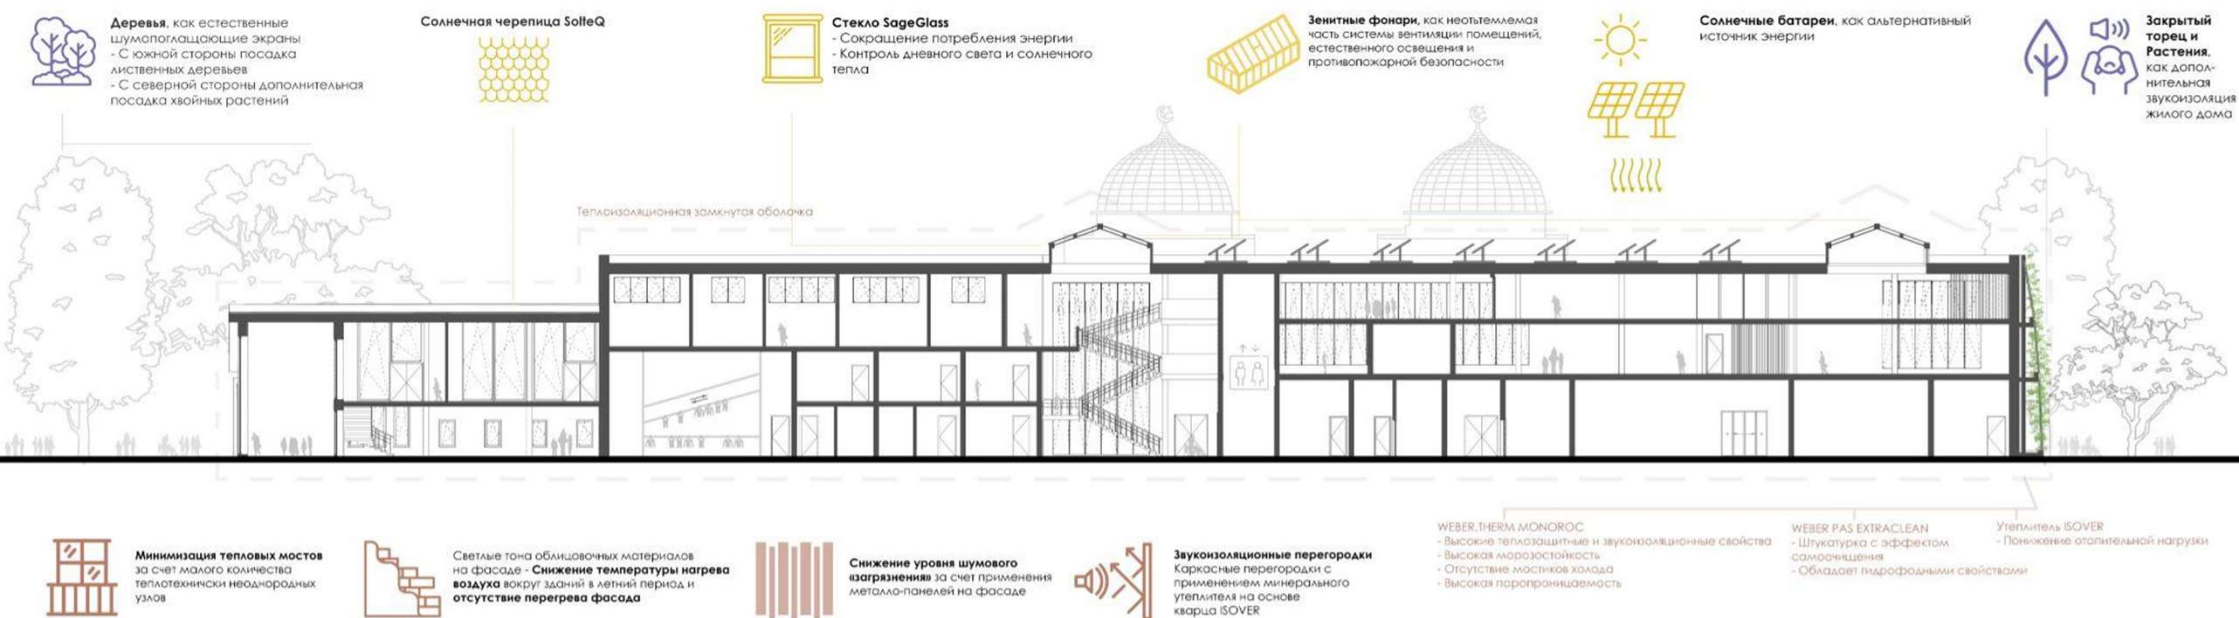 Деревья, как естественные
шумопоглащающие экраны
- С южной стороны посадка
лиственных деревьев
- С северной стороны дополнительная
посадка хвойных растений
Солнечная черепица SolteQ
Стекло SageGlass
- Сокращение потребления энергии
- Контроль дневного света и солнечного
тепла
Зенитные фонари, как неотъемлемая
часть системы вентиляции помещений,
естественного освещения и
противопожарной безопасности
Солнечные батареи, как альтернативный
источник энергии
Закрытый
торец и
Растения,
как допол-
нительная
звукоизоляция
жилого дома
Теплоизоляционная замкнутая оболочка
Минимизация тепловых мостов
за счет малого количества
теплотехнически неоднородных
узлов
Светлые тона облицовочных материалов
на фасаде - Снижение температуры нагрева
воздуха вокруг зданий в летний период и
отсутствие перегрева фасада
Снижение уровня шумового
«загрязнения» за счет применения
металло-панелей на фасаде
Звукоизоляционные перегородки
Каркасные перегородки с
применением минерального
утеплителя на основе
кварца ISOVER
WEBER.THERM MONOROC
- Высокие теплозащитные и звукоизоляционные свойства
- Высокая морозостойкость
- Отсутствие мостиков холода
- Высокая паропроницаемость
WEBER PAS EXTRACLEAN
- Штукатурка с эффектом
самоочищения
- Обладает гидрофобными свойствами
Утеплитель ISOVER
- Понижение отопительной нагрузки